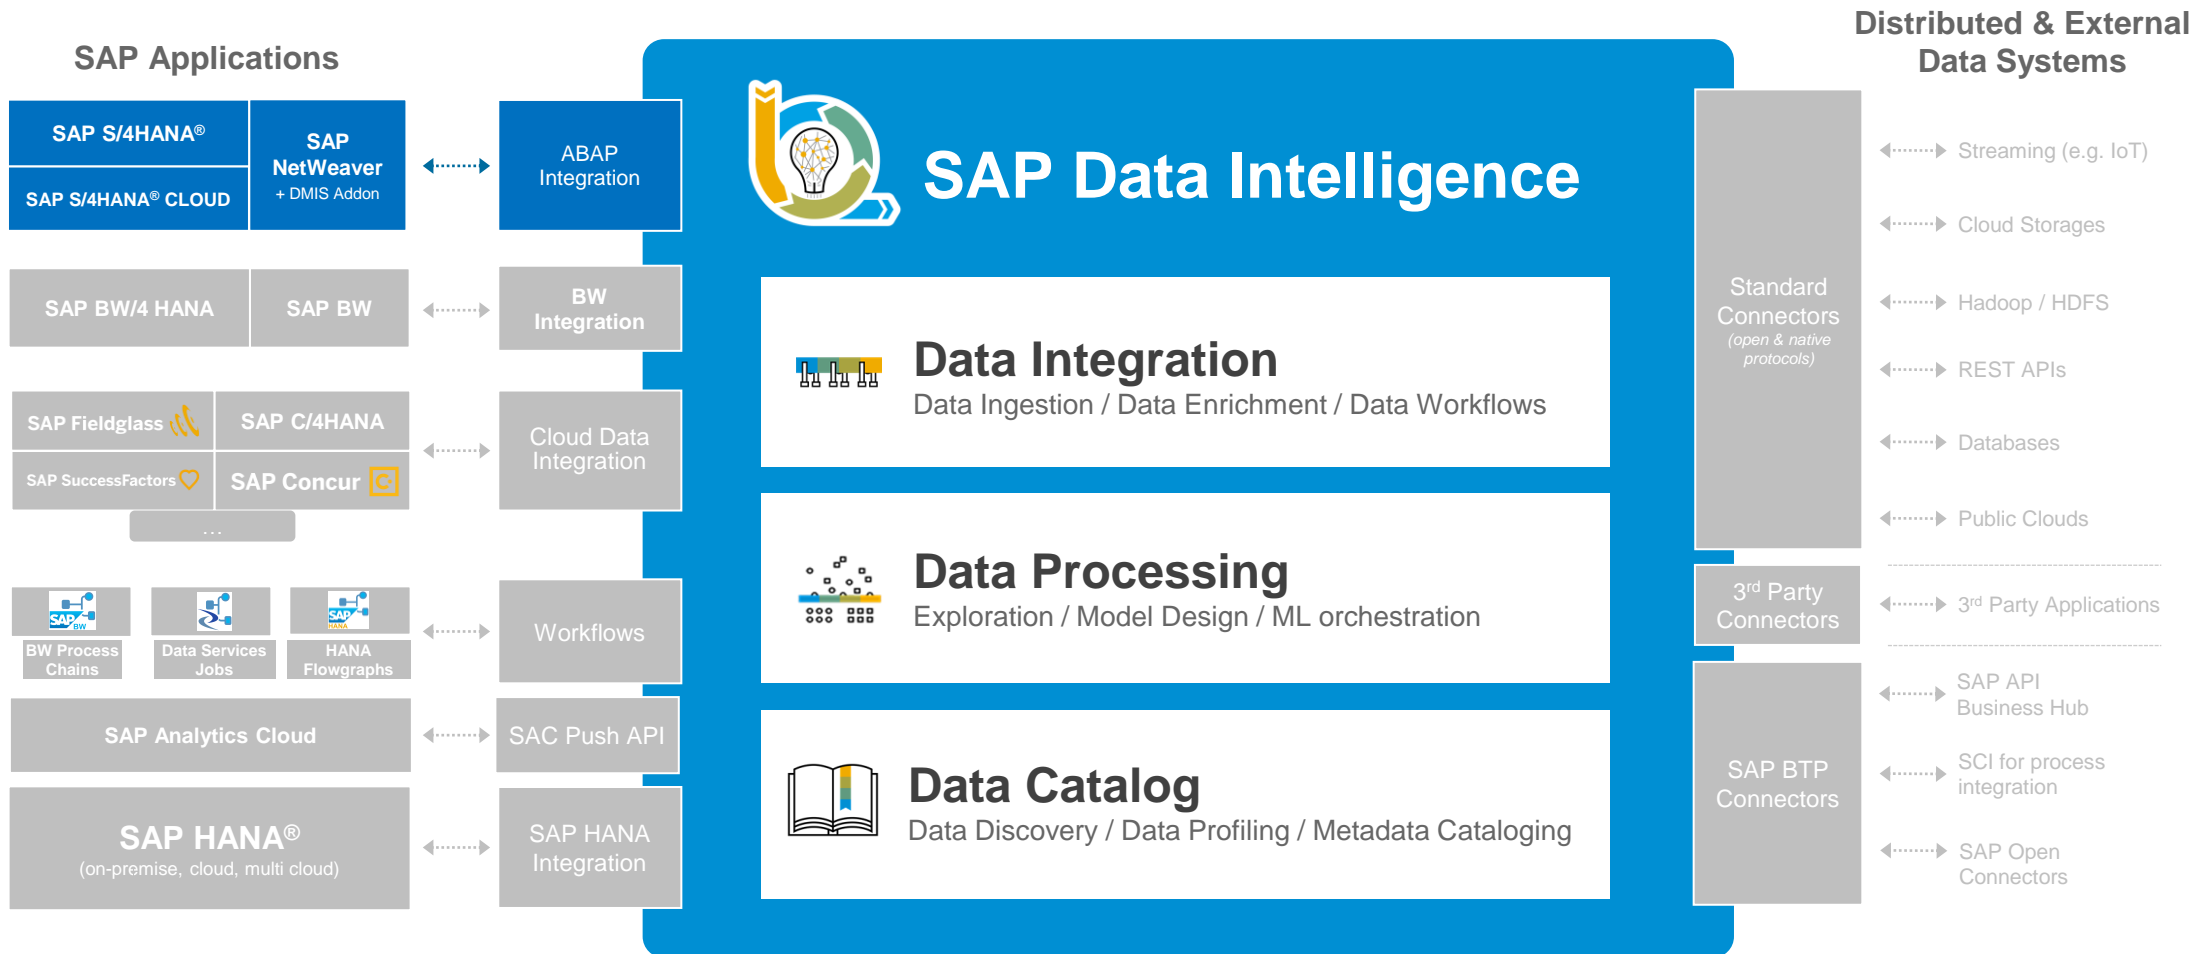 SAP Applications
SAP S/4HANA®
SAP S/4HANA® CLOUD
SAP
NetWeaver
+ DMIS Addon
ABAP
Integration
SAP BW/4 HANA
SAP BW
BW
Integration
SAP Fieldglass
SAP C/4HANA
SAP SuccessFactors
SAP Concur
C.
...
Cloud Data
Integration
SAP
BW
SAP
HANA
BW Process
Chains
Data Services
Jobs
HANA
Flowgraphs
Workflows
SAP Analytics Cloud
SAC Push API
SAP HANA®
(on-premise, cloud, multi cloud)
SAP HANA
Integration
SAP Data Intelligence
Data Integration
Data Ingestion / Data Enrichment / Data Workflows
Data Processing
Exploration / Model Design / ML orchestration
Data Catalog
Data Discovery / Data Profiling / Metadata Cataloging
Distributed & External
Data Systems
Standard
Connectors
(open & native
protocols)
Streaming (e.g. IoT)
Cloud Storages
Hadoop / HDFS
REST APIs
Databases
Public Clouds
3rd Party
Connectors
3rd Party Applications
SAP BTP
Connectors
SAP API
Business Hub
SCI for process
integration
SAP Open
Connectors